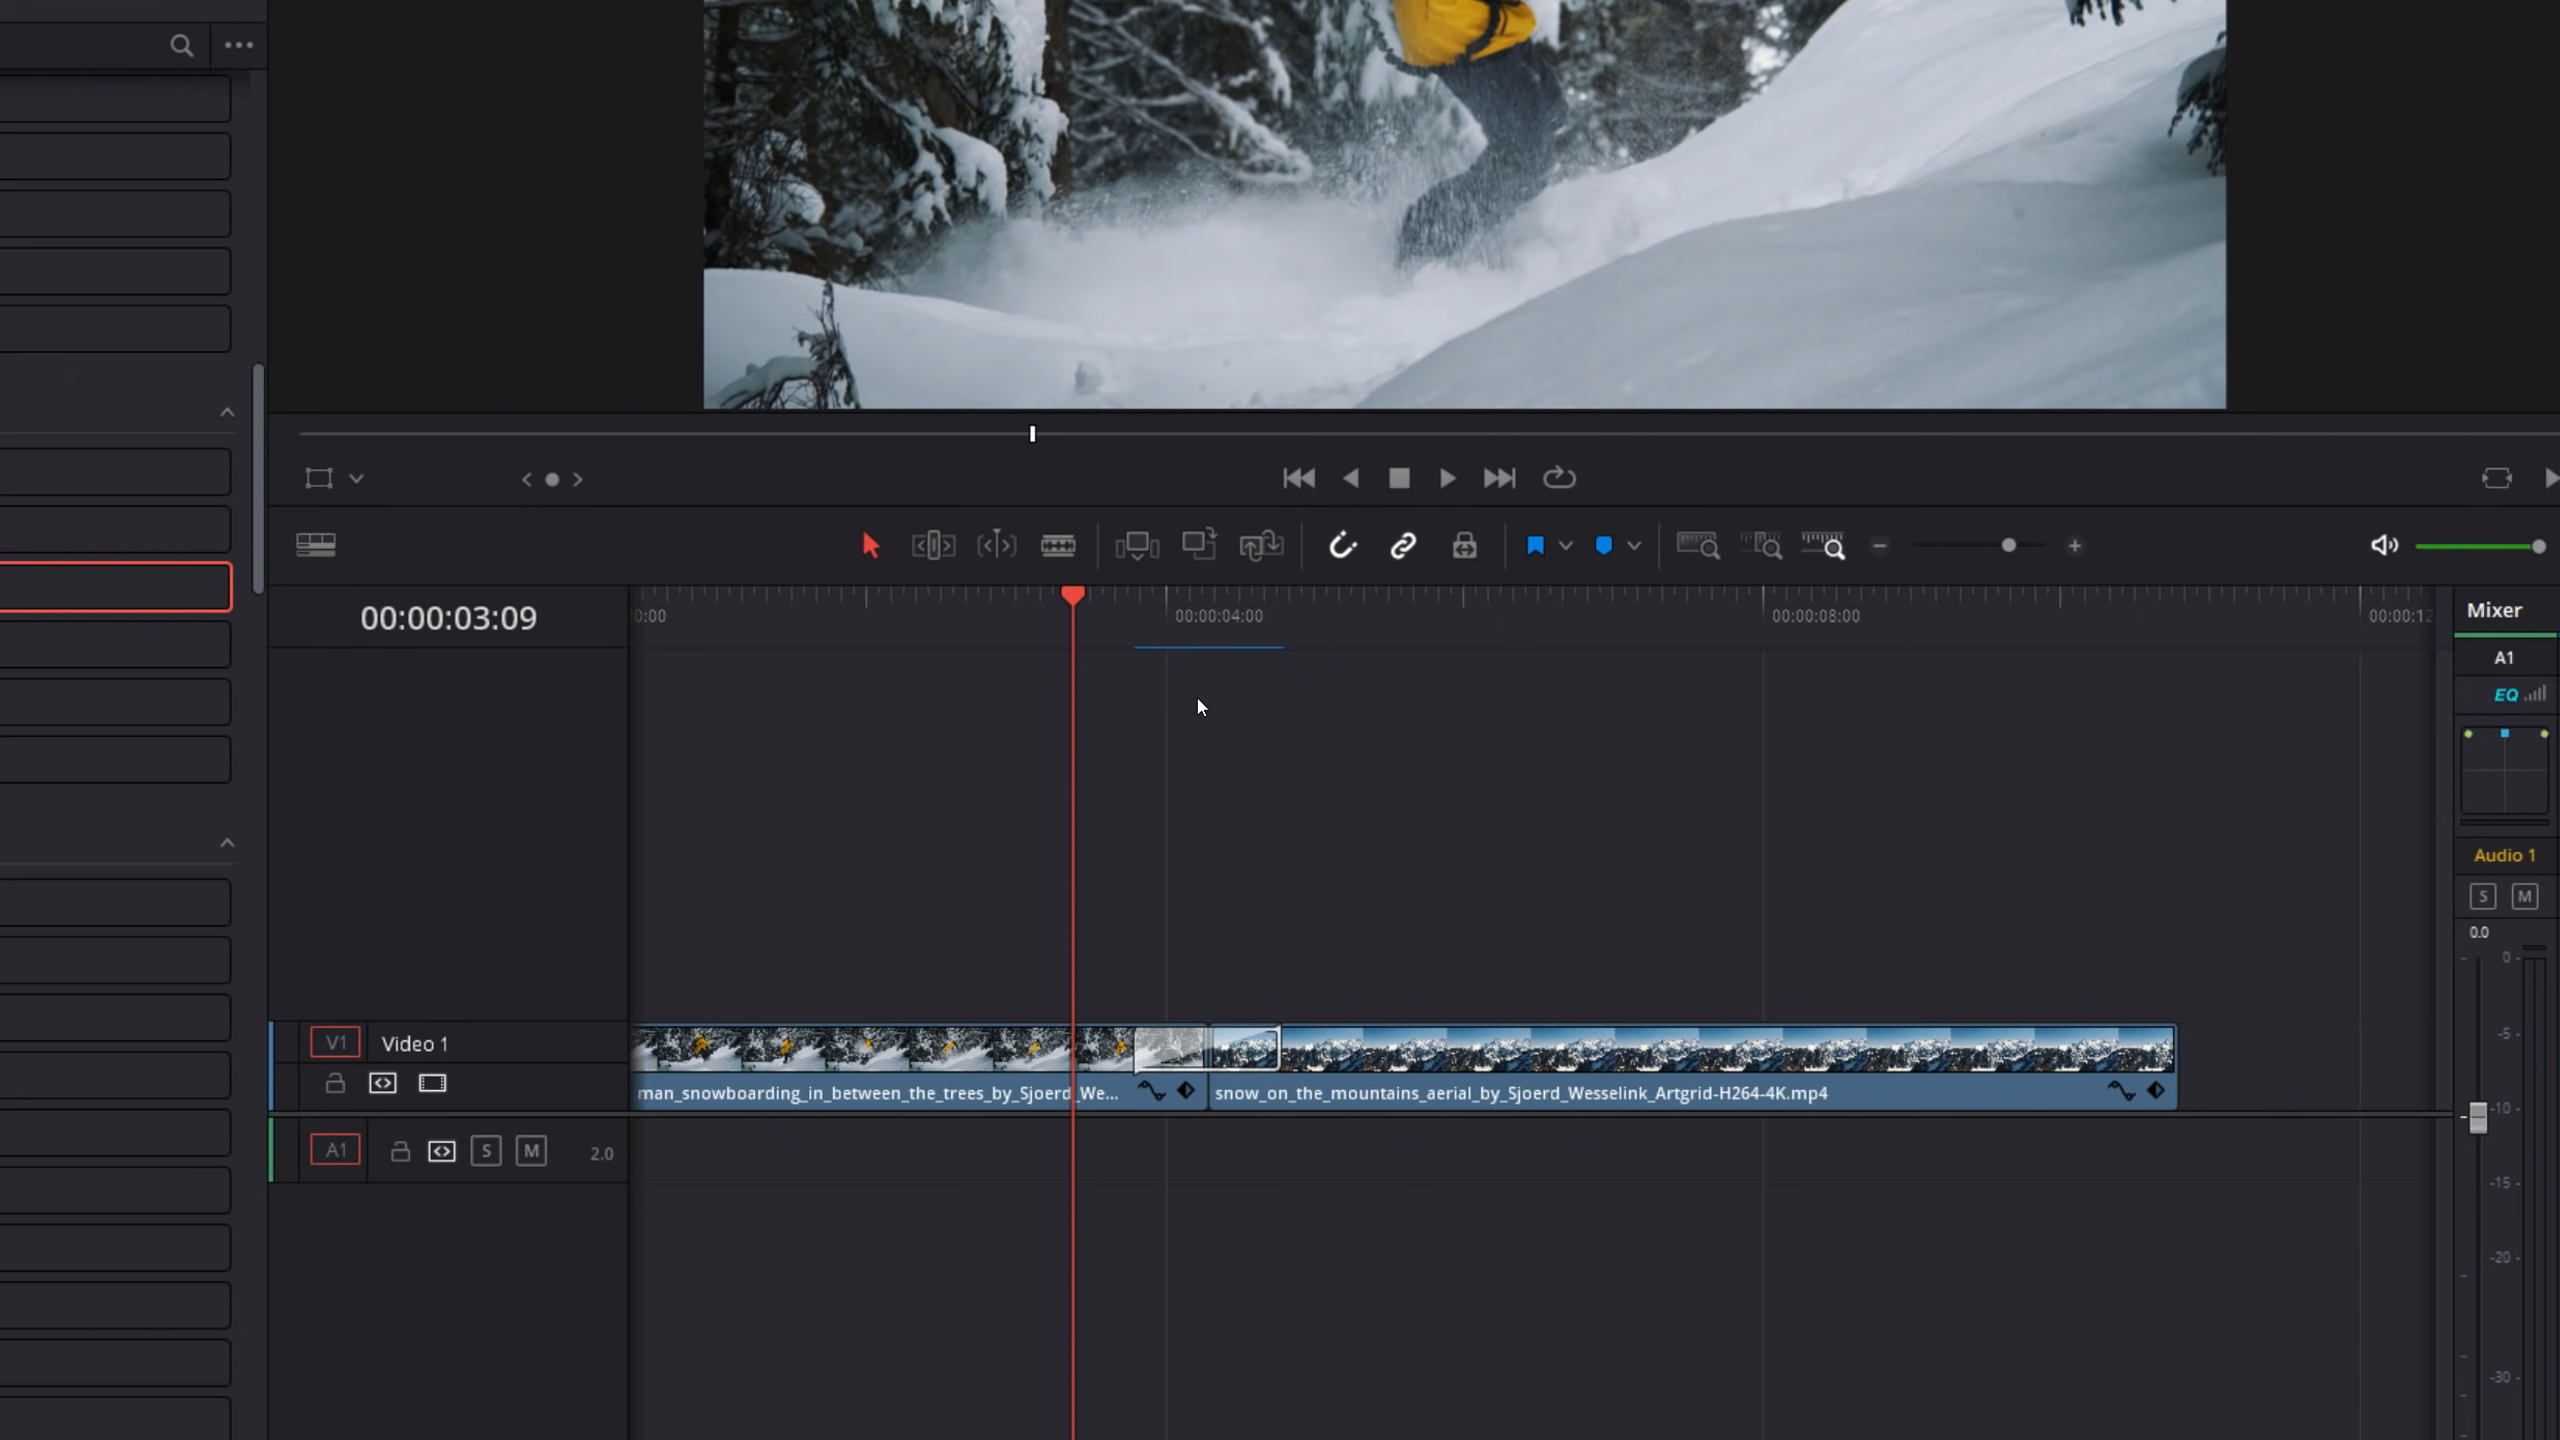 00:00:03:09
0:00
00:00:04:00
00:00:08:00
00:00:12
Mixer
A1
EQ
Audio 1
S M
0.0
0
-5
-10
-15
-20
-30
V1 Video 1
man_snowboarding_in_between_the_trees_by_Sjoerd_We...
snow_on_the_mountains_aerial_by_Sjoerd_Wesselink_Artgrid-H264-4K.mp4
A1 S M 2.0